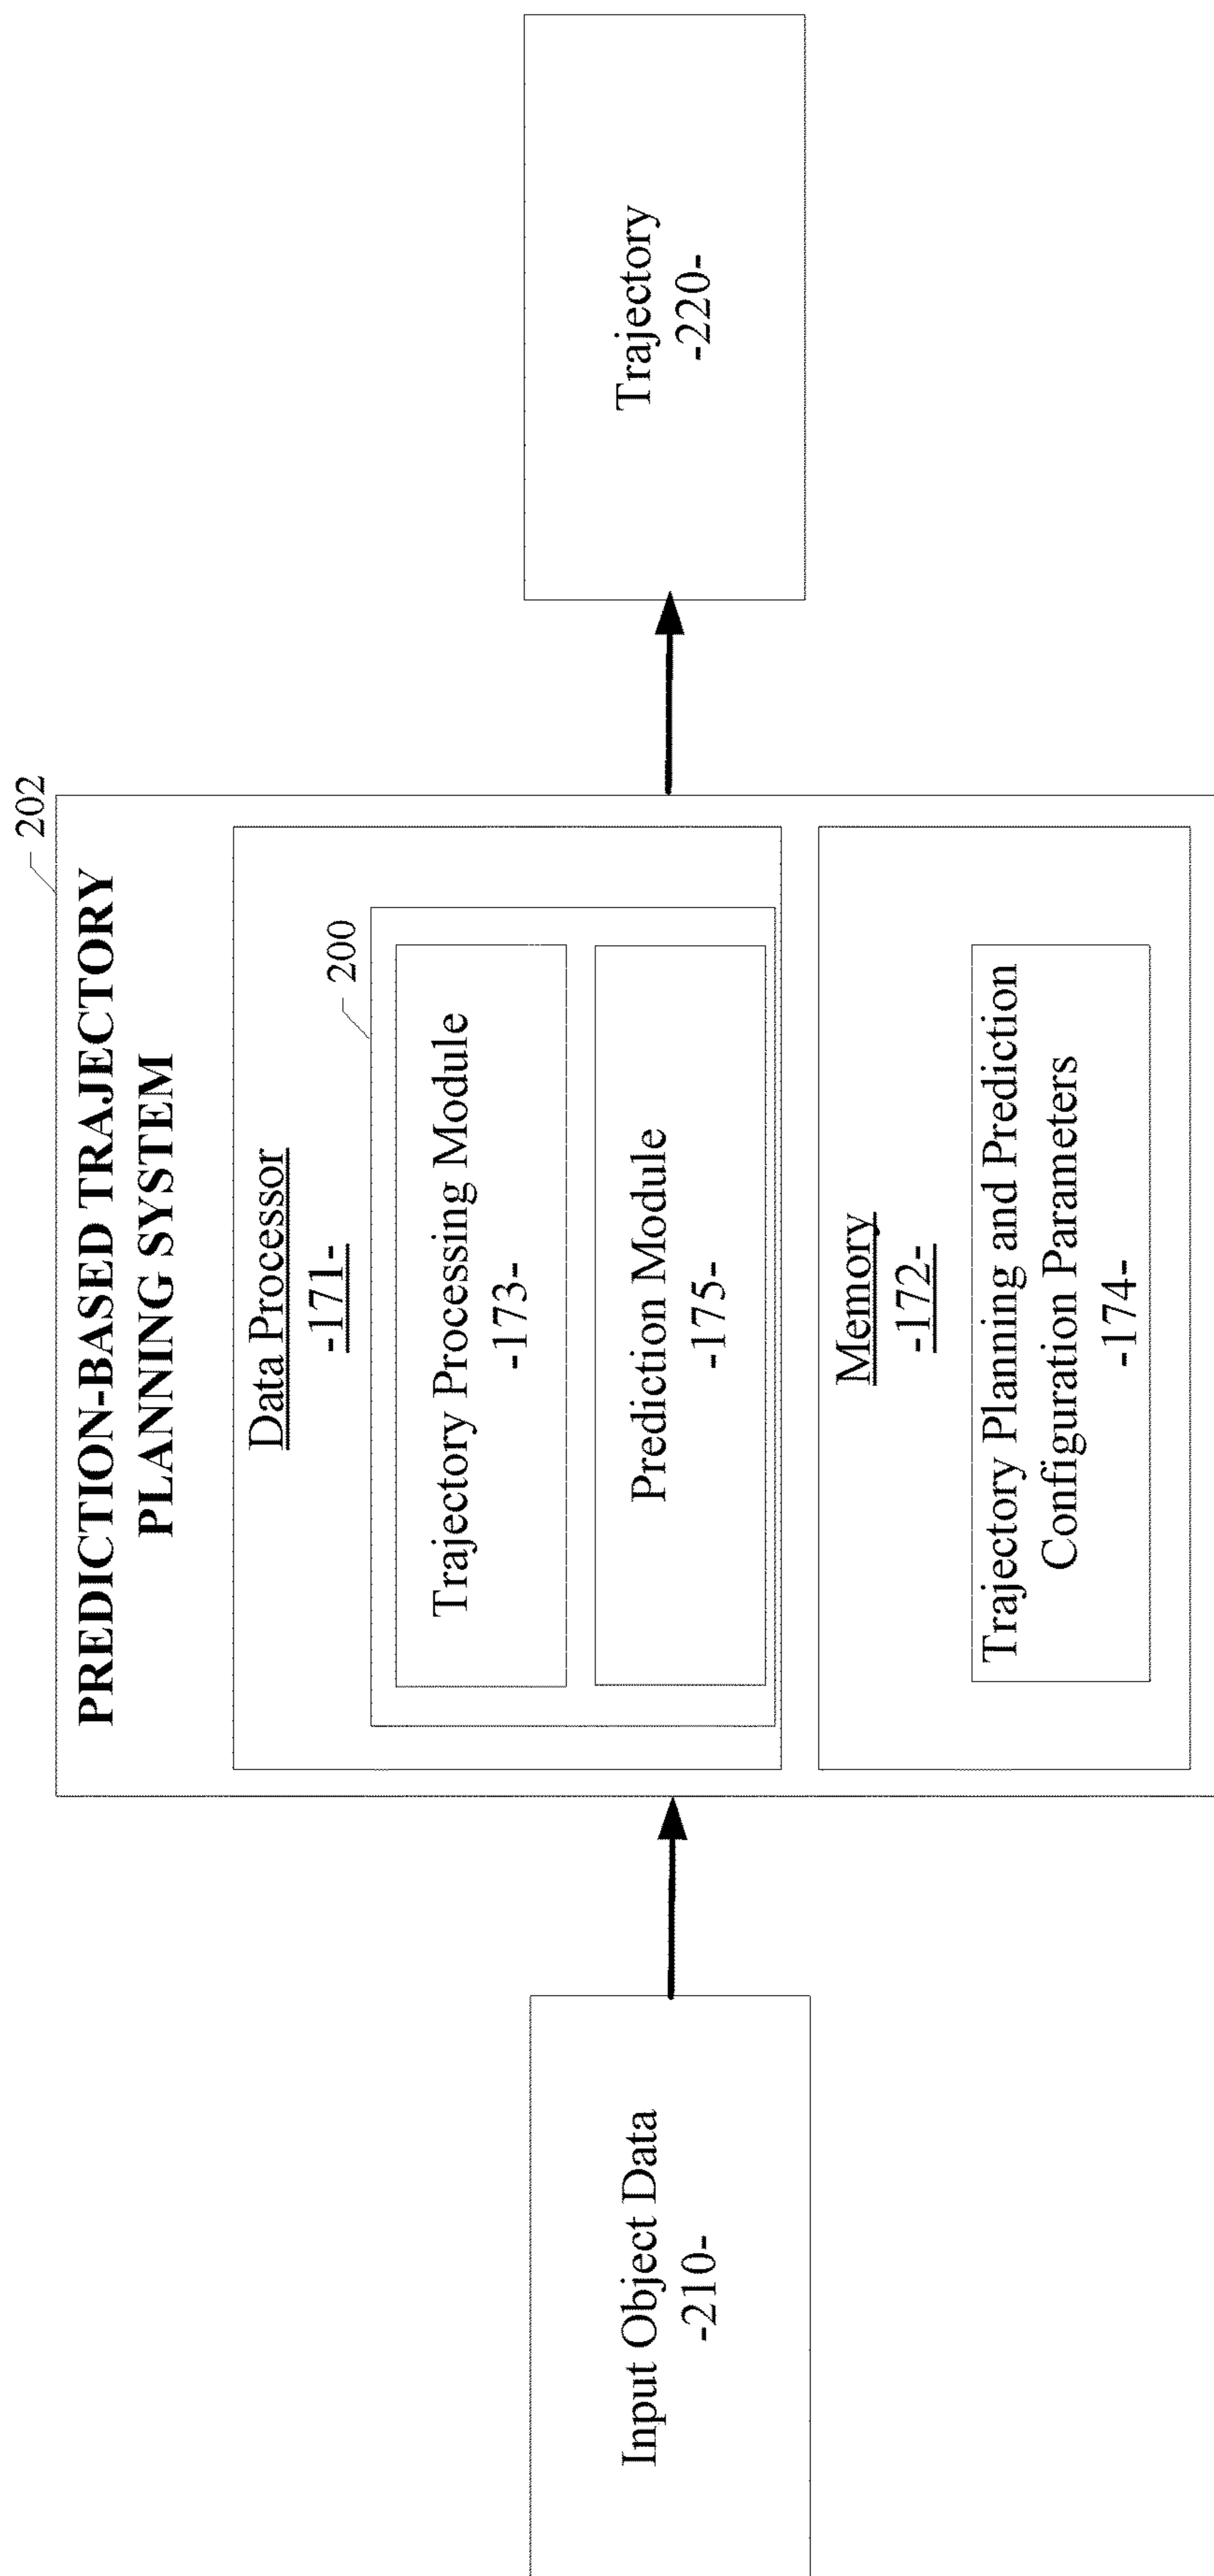 202
PREDICTION-BASED TRAJECTORY
PLANNING SYSTEM
Data Processor
-171-
200
Trajectory Processing Module
-173-
Prediction Module
-175-
Memory
-172-
Trajectory Planning and Prediction
Configuration Parameters
-174-
Input Object Data
-210-
Trajectory
-220-